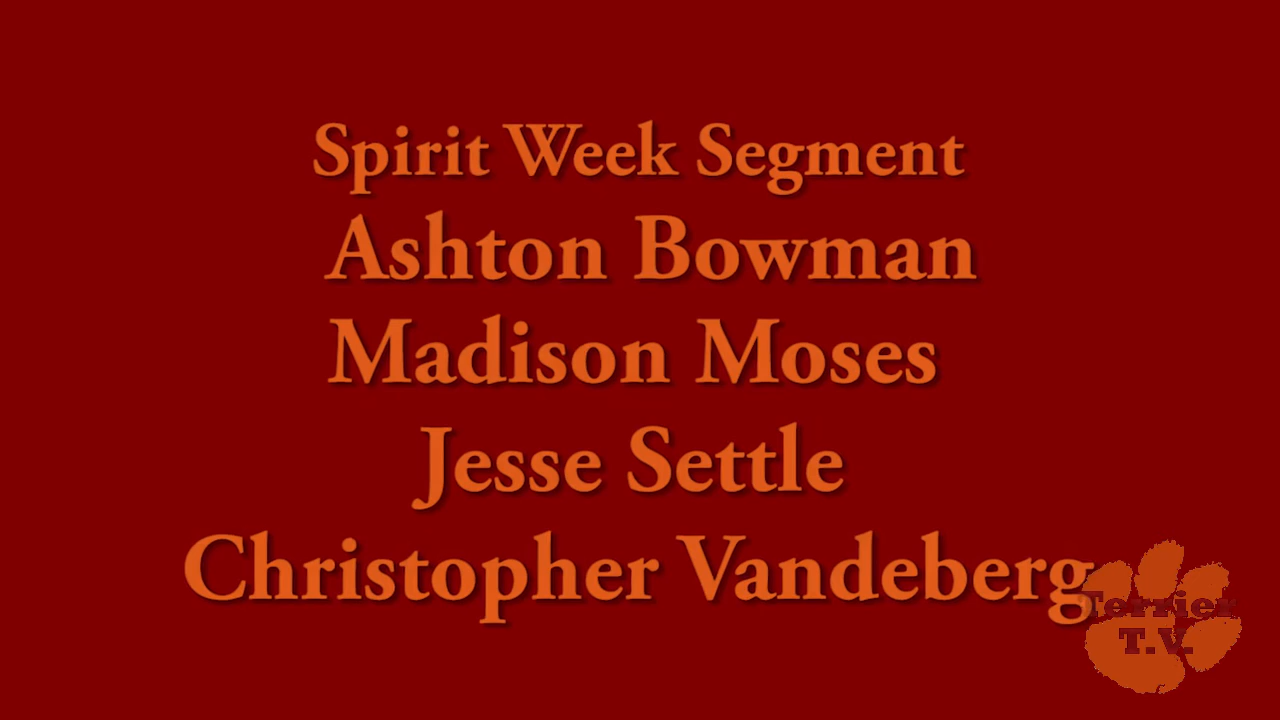 Spirit Week Segment
Ashton Bowman
Madison Moses
Jesse Settle
Christopher Vandeberg
Terrier
T.V.